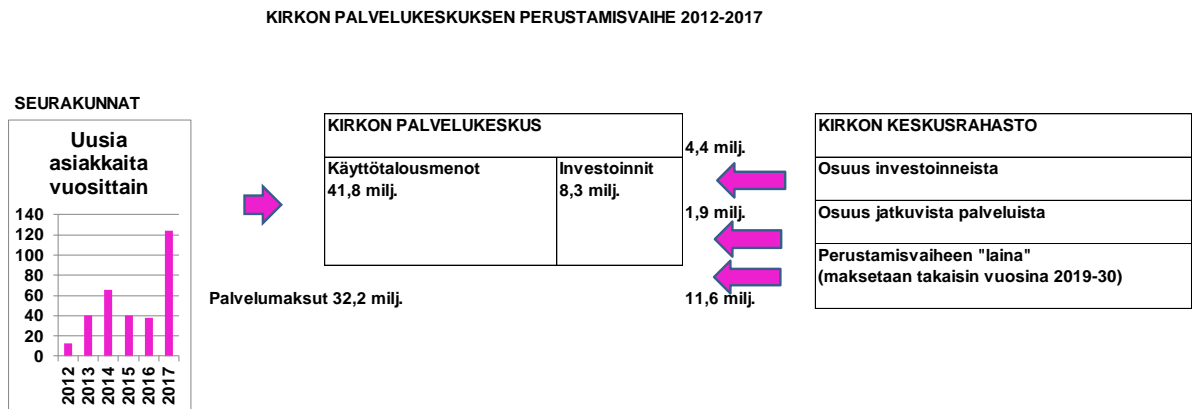 KIRKON PALVELUKESKUKSEN PERUSTAMISVAIHE 2012-2017
SEURAKUNNAT
Uusia
asiakkaita
vuosittain
140
120
100
80
60
40
20
0
2012
2013
2014
2015
2016
2017
Palvelumaksut 32,2 milj.
KIRKON PALVELUKESKUS
Käyttötalousmenot
41,8 milj.
Investoinnit
8,3 milj.
4,4 milj.
1,9 milj.
11,6 milj.
KIRKON KESKUSRAHASTO
Osuus investoinneista
Osuus jatkuvista palveluista
Perustamisvaiheen "laina"
(maksetaan takaisin vuosina 2019-30)